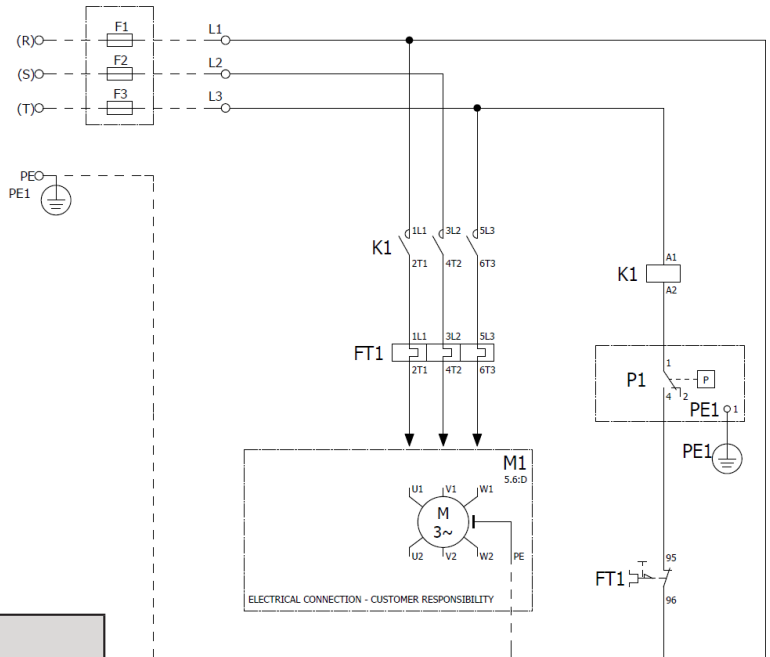 F1
(R) L1
F2
(S) L2
F3
(T) L3
PE
PE1
K1
1L1 3L2 5L3
2T1 4T2 6T3
K1
A1
A2
FT1
1L1 3L2 5L3
2T1 4T2 6T3
P1
1
P
4 2
PE1 1
PE1
M1
5.6:D
U1 V1 W1
M
3~
U2 V2 W2 PE
ELECTRICAL CONNECTION - CUSTOMER RESPONSIBILITY
FT1
95
96